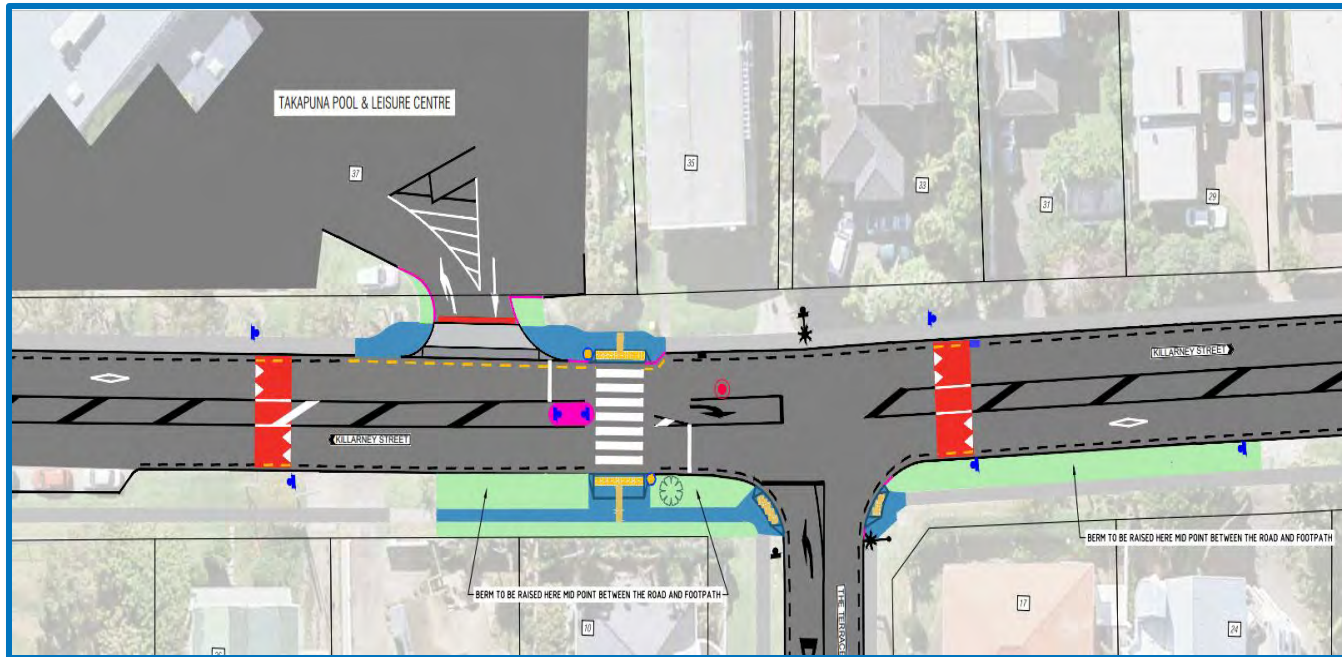 TAKAPUNA POOL & LEISURE CENTRE
37
35
33
31
29
KILLARNEY STREET
KILLARNEY STREET
BERM TO BE RAISED HERE MID POINT BETWEEN THE ROAD AND FOOTPATH
BERM TO BE RAISED HERE MID POINT BETWEEN THE ROAD AND FOOTPATH
THE TERRACE
10
17
24